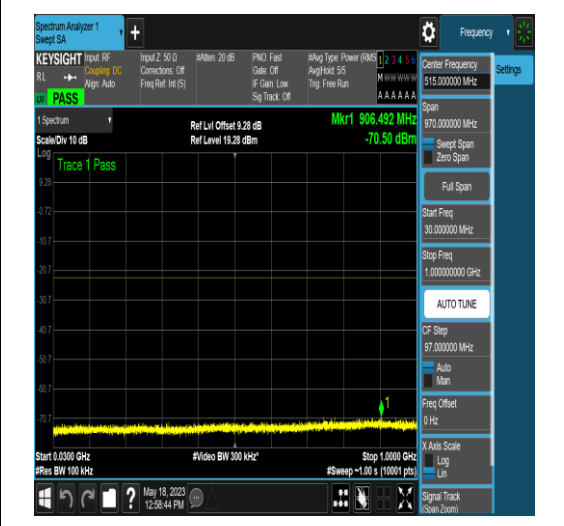 Spectrum Analyzer 1
Swept SA
+
Frequency
KEYSIGHT
RL
PASS
Input: RF
Coupling: DC
Align: Auto
Input Z: 50 Ω
Corrections: Off
Freq Ref: Int (S)
#Atten: 20 dB
PNO: Fast
Gate: Off
IF Gain: Low
Sig Track: Off
#Avg Type: Power (RMS
Avg|Hold: 5/5
Trig: Free Run
1 2 3 4 5 6
M w w w w w
A A A A A A
Center Frequency
515.000000 MHz
Settings
Span
970.000000 MHz
Swept Span
Zero Span
Full Span
Start Freq
30.000000 MHz
Stop Freq
1.000000000 GHz
AUTO TUNE
CF Step
97.000000 MHz
Auto
Man
Freq Offset
0 Hz
X Axis Scale
Log
Lin
Signal Track
(Span Zoom)
1 Spectrum
Scale/Div 10 dB
Ref Lvl Offset 9.28 dB
Ref Level 19.28 dBm
Mkr1 906.492 MHz
-70.50 dBm
Log
Trace 1 Pass
9.28
-0.72
-10.7
-20.7
-30.7
-40.7
-50.7
-60.7
-70.7
1
Start 0.0300 GHz
#Res BW 100 kHz
#Video BW 300 kHz*
Stop 1.0000 GHz
#Sweep ~1.00 s (10001 pts)
?
May 18, 2023
12:58:44 PM